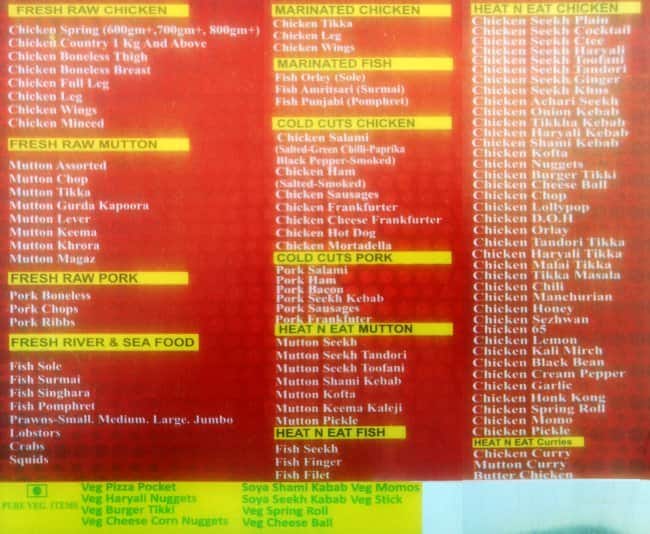 FRESH RAW CHICKEN
Chicken Spring (600gm+,700gm+, 800gm+)
Chicken Country 1 Kg And Above
Chicken Boneless Thigh
Chicken Boneless Breast
Chicken Full Leg
Chicken Leg
Chicken Wings
Chicken Minced
FRESH RAW MUTTON
Mutton Assorted
Mutton Chop
Mutton Tikka
Mutton Gurda Kapoora
Mutton Lever
Mutton Keema
Mutton Khrora
Mutton Magaz
FRESH RAW PORK
Pork Boneless
Pork Chops
Pork Ribbs
FRESH RIVER & SEA FOOD
Fish Sole
Fish Surmai
Fish Singhara
Fish Pomphret
Prawns-Small. Medium. Large. Jumbo
Lobstors
Crabs
Squids
MARINATED CHICKEN
Chicken Tikka
Chicken Leg
Chicken Wings
MARINATED FISH
Fish Orley (Sole)
Fish Amritsari (Surmai)
Fish Punjabi (Pompheret)
COLD CUTS CHICKEN
Chicken Salami
(Salted-Green Chilli-Paprika
Black Pepper-Smoked)
Chicken Ham
(Salted-Smoked)
Chicken Sausages
Chicken Frankfurter
Chicken Cheese Frankfurter
Chicken Hot Dog
Chicken Mortadella
COLD CUTS PORK
Pork Salami
Pork Ham
Pork Bacon
Pork Seekh Kebab
Pork Sausages
Pork Frankfuter
HEAT N EAT MUTTON
Mutton Seekh
Mutton Seekh Tandori
Mutton Seekh Toofani
Mutton Shami Kebab
Mutton Kofta
Mutton Keema Kaleji
Mutton Pickle
HEAT N EAT FISH
Fish Seekh
Fish Finger
Fish Filet
HEAT N EAT CHICKEN
Chicken Seekh Plain
Chicken Seekh Cocktail
Chicken Seekh Ctee
Chicken Seekh Haryali
Chicken Seekh Toofani
Chicken Seekh Tandori
Chicken Seekh Ginger
Chicken Seekh Khus
Chicken Achari Seekh
Chicken Onion Kebab
Chicken Tikkha Kebab
Chicken Haryali Kebab
Chicken Shami Kebab
Chicken Kofta
Chicken Nuggets
Chicken Burger Tikki
Chicken Cheese Ball
Chicken Chop
Chicken Lollypop
Chicken D.O.H
Chicken Orlay
Chicken Tandori Tikka
Chicken Haryali Tikka
Chicken Malai Tikka
Chicken Tikka Masala
Chicken Chili
Chicken Manchurian
Chicken Honey
Chicken Sezhwan
Chicken 65
Chicken Lemon
Chicken Kali Mirch
Chicken Black Bean
Chicken Cream Pepper
Chicken Garlic
Chicken Honk Kong
Chicken Spring Roll
Chicken Momo
Chicken Pickle
HEAT N EAT Curries
Chicken Curry
Mutton Curry
Butter Chicken
PURE VEG. ITEMS
Veg Pizza Pocket
Veg Haryali Nuggets
Veg Burger Tikki
Veg Cheese Corn Nuggets
Soya Shami Kabab Veg Momos
Soya Seekh Kabab Veg Stick
Veg Spring Roll
Veg Cheese Ball